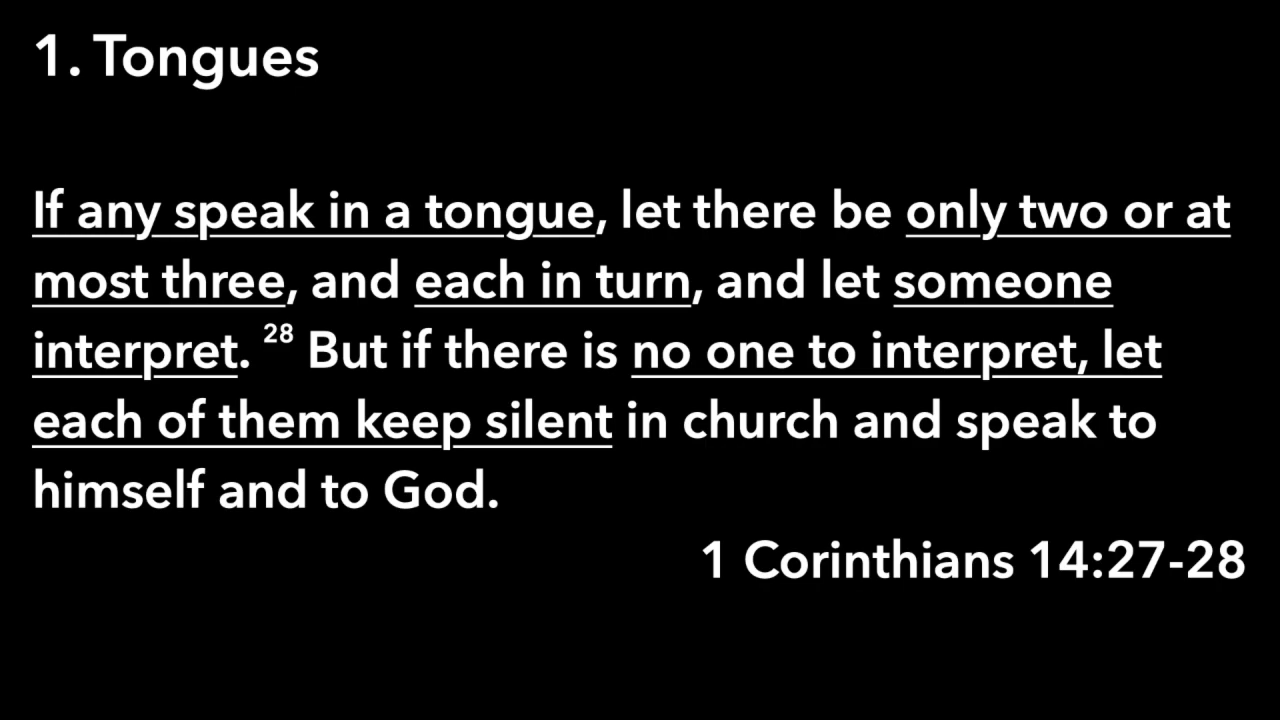 1. Tongues
If any speak in a tongue, let there be only two or at
most three, and each in turn, and let someone
interpret. 28 But if there is no one to interpret, let
each of them keep silent in church and speak to
himself and to God.
1 Corinthians 14:27-28